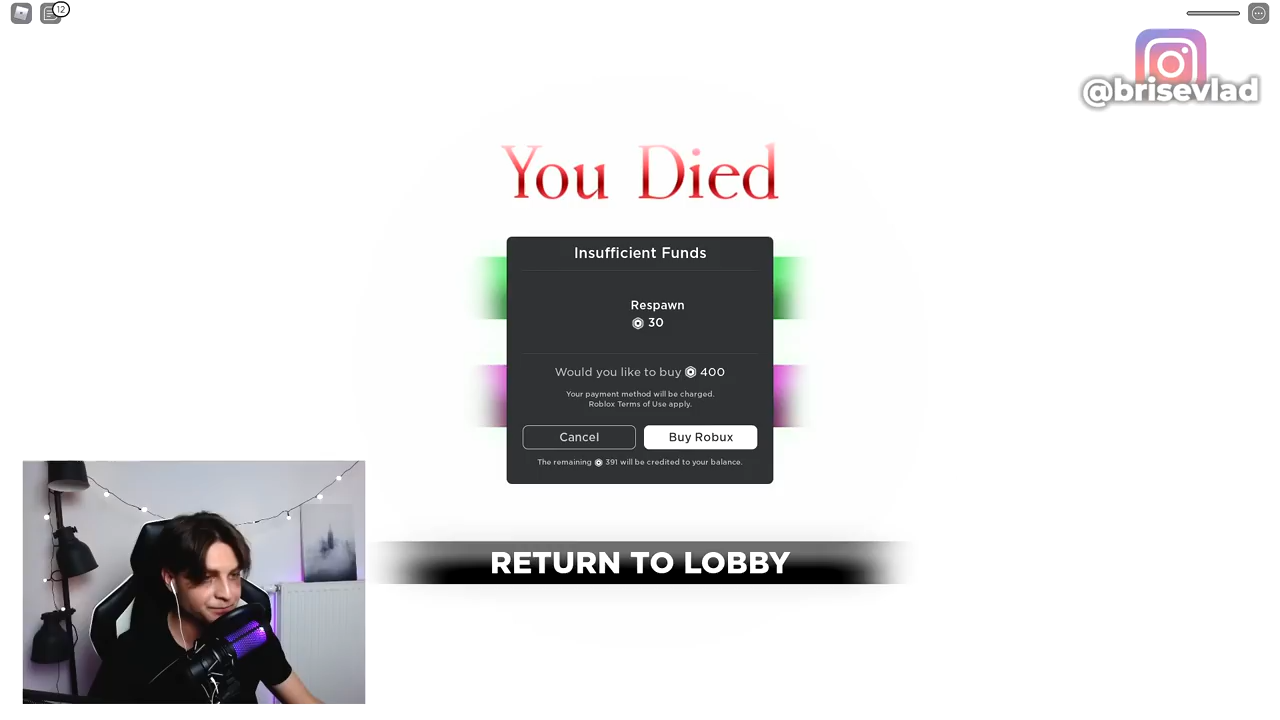 12
@brisevlad
You Died
Insufficient Funds
Respawn
30
Would you like to buy 400
Your payment method will be charged.
Roblox Terms of Use apply.
Cancel
Buy Robux
The remaining 391 will be credited to your balance.
RETURN TO LOBBY